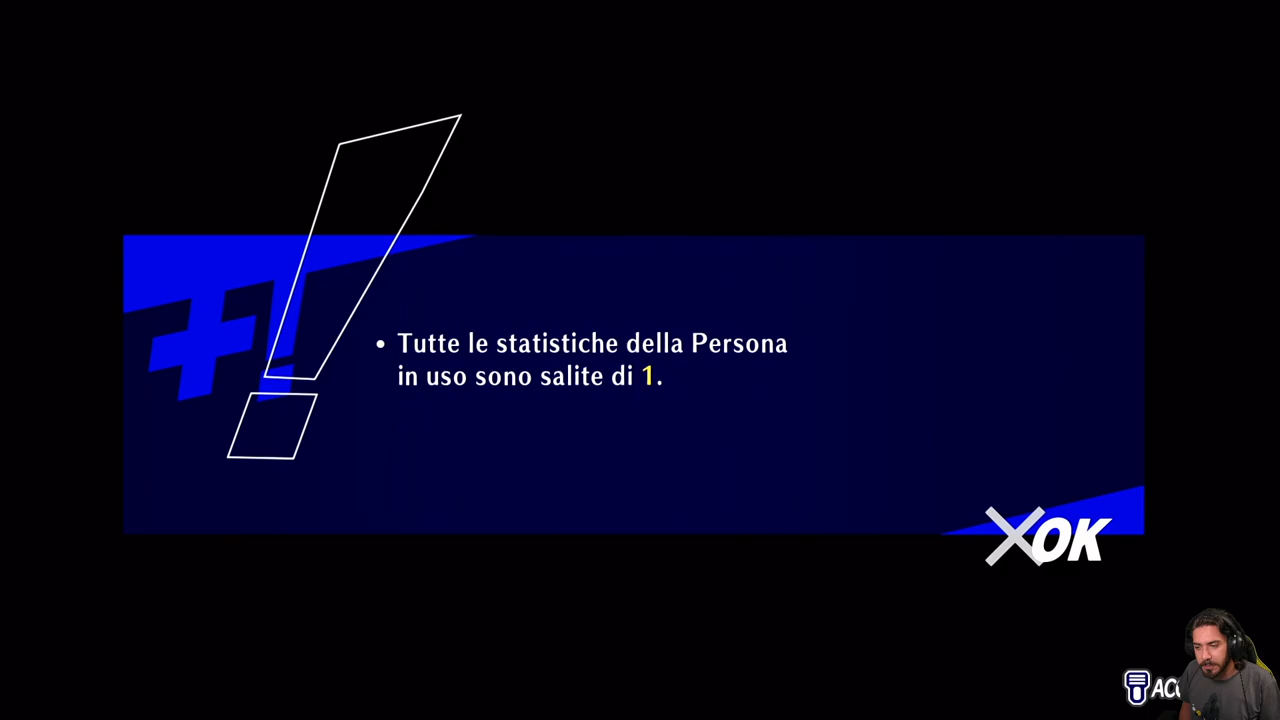 • Tutte le statistiche della Persona
in uso sono salite di 1.
OK